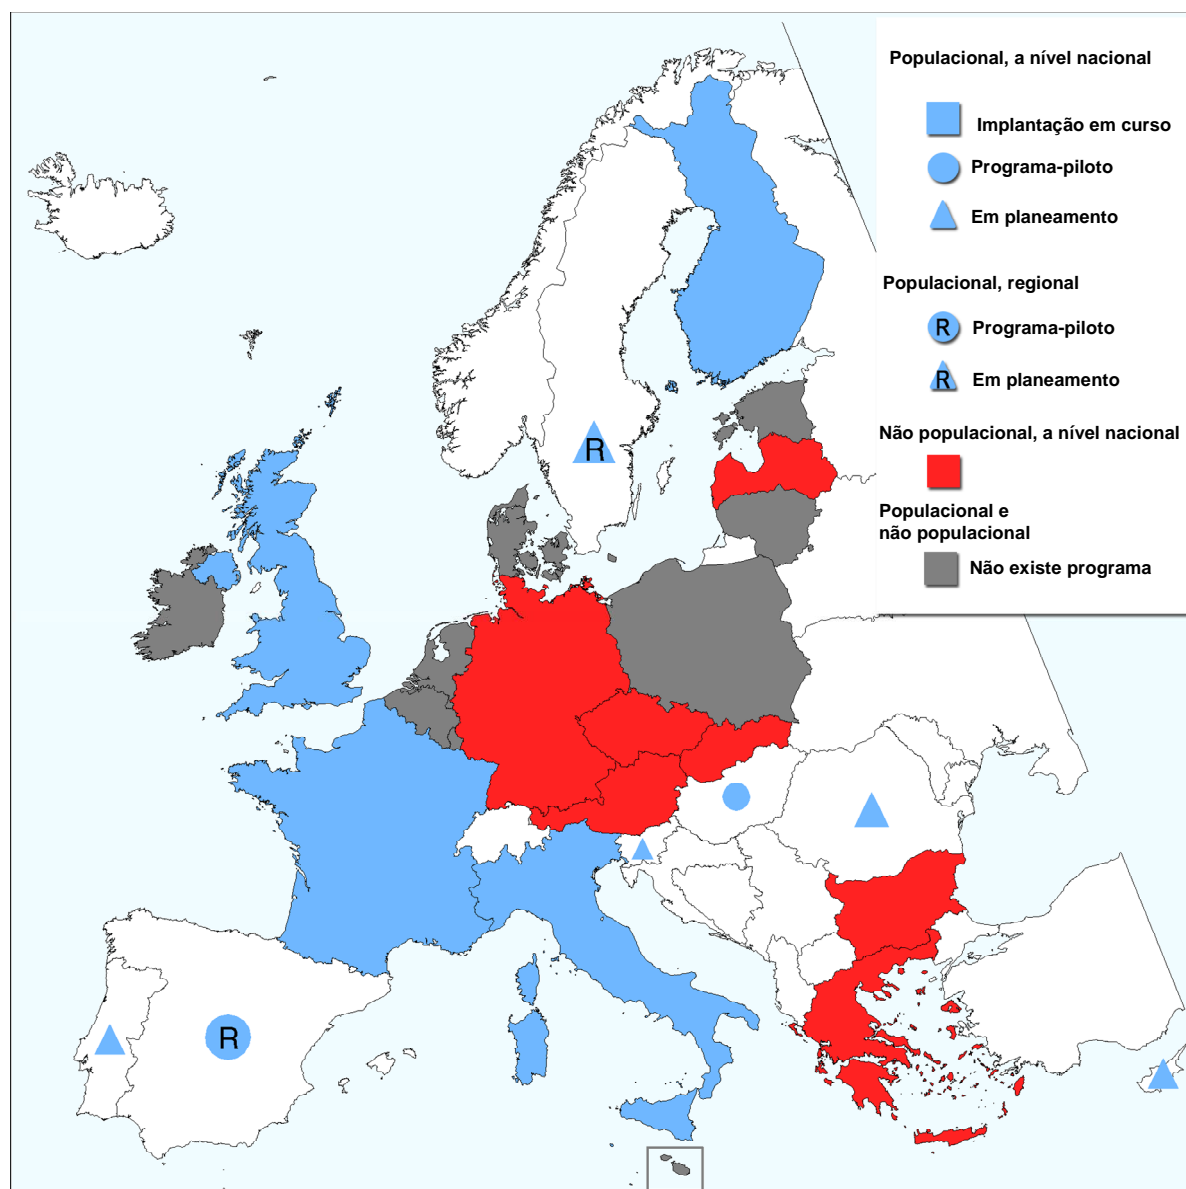 Populacional, a nível nacional
Implantação em curso
Programa-piloto
Em planeamento
Populacional, regional
R Programa-piloto
R Em planeamento
Não populacional, a nível nacional
Populacional e
não populacional
Não existe programa
R
R